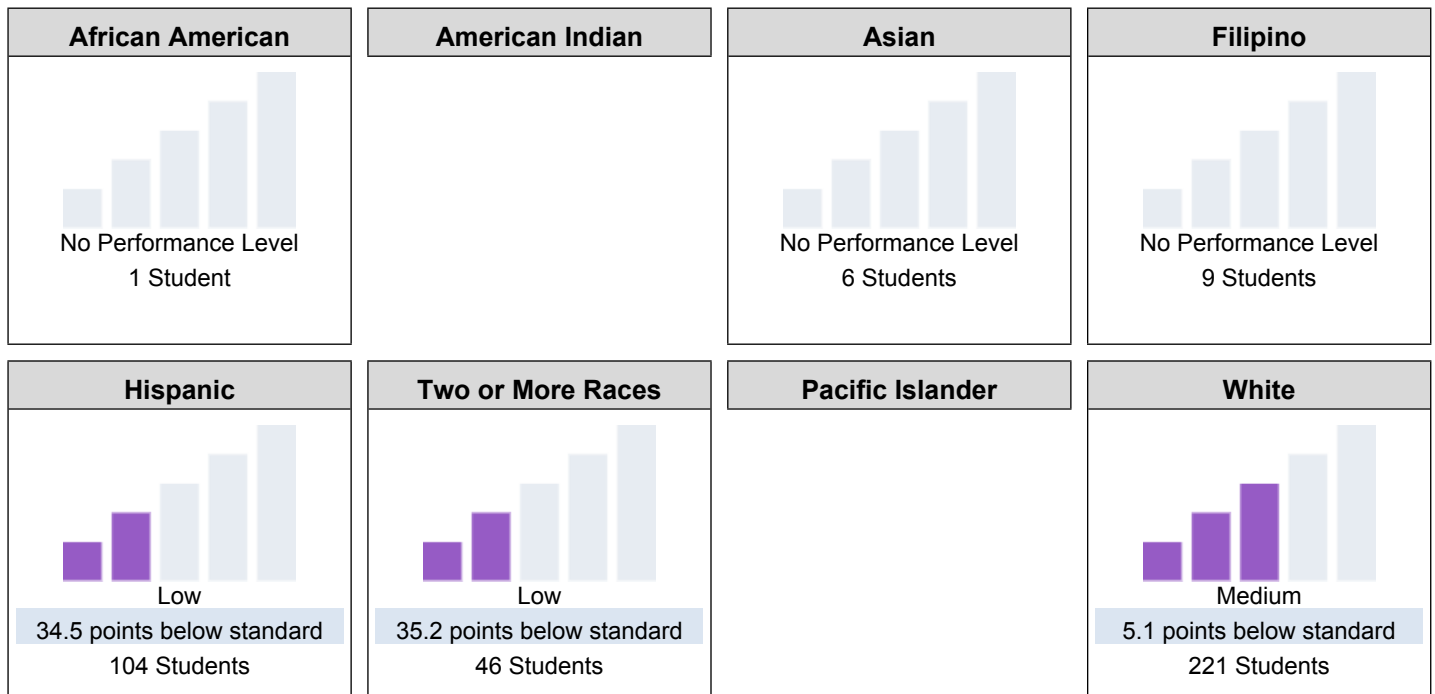 African American
No Performance Level
1 Student
American Indian
Asian
No Performance Level
6 Students
Filipino
No Performance Level
9 Students
Hispanic
Low
34.5 points below standard
104 Students
Two or More Races
Low
35.2 points below standard
46 Students
Pacific Islander
White
Medium
5.1 points below standard
221 Students